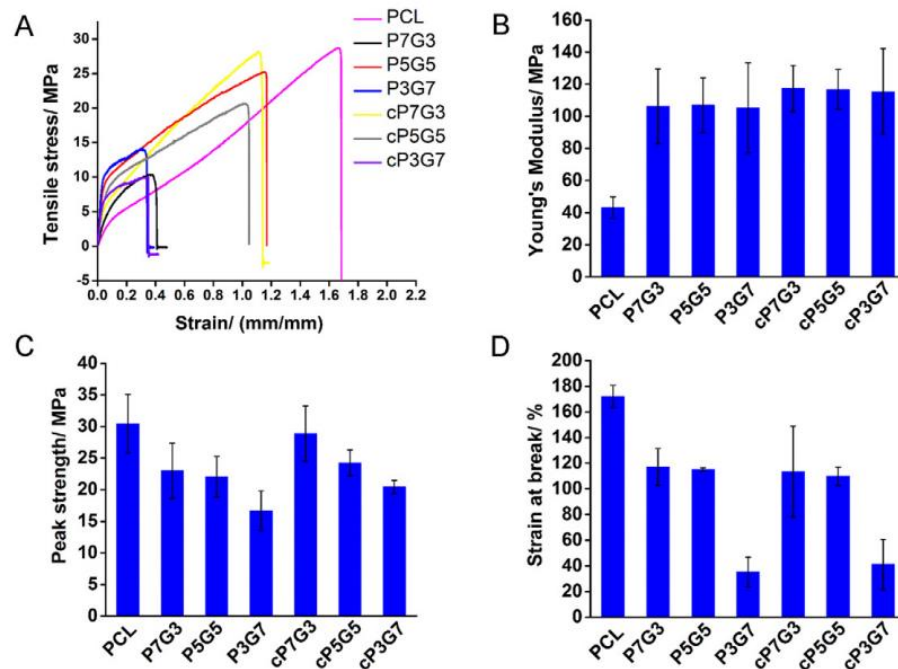 A
Tensile stress/ MPa
35
30
25
20
15
10
5
0
-5
0.0 0.2 0.4 0.6 0.8 1.0 1.2 1.4 1.6 1.8 2.0 2.2
Strain/ (mm/mm)
PCL
P7G3
P5G5
P3G7
cP7G3
cP5G5
cP3G7
B
Young's Modulus/ MPa
160
140
120
100
80
60
40
20
0
PCL P7G3 P5G5 P3G7 cP7G3 cP5G5 cP3G7
C
Peak strength/ MPa
40
35
30
25
20
15
10
5
0
PCL P7G3 P5G5 P3G7 cP7G3 cP5G5 cP3G7
D
Strain at break/ %
200
180
160
140
120
100
80
60
40
20
0
PCL P7G3 P5G5 P3G7 cP7G3 cP5G5 cP3G7